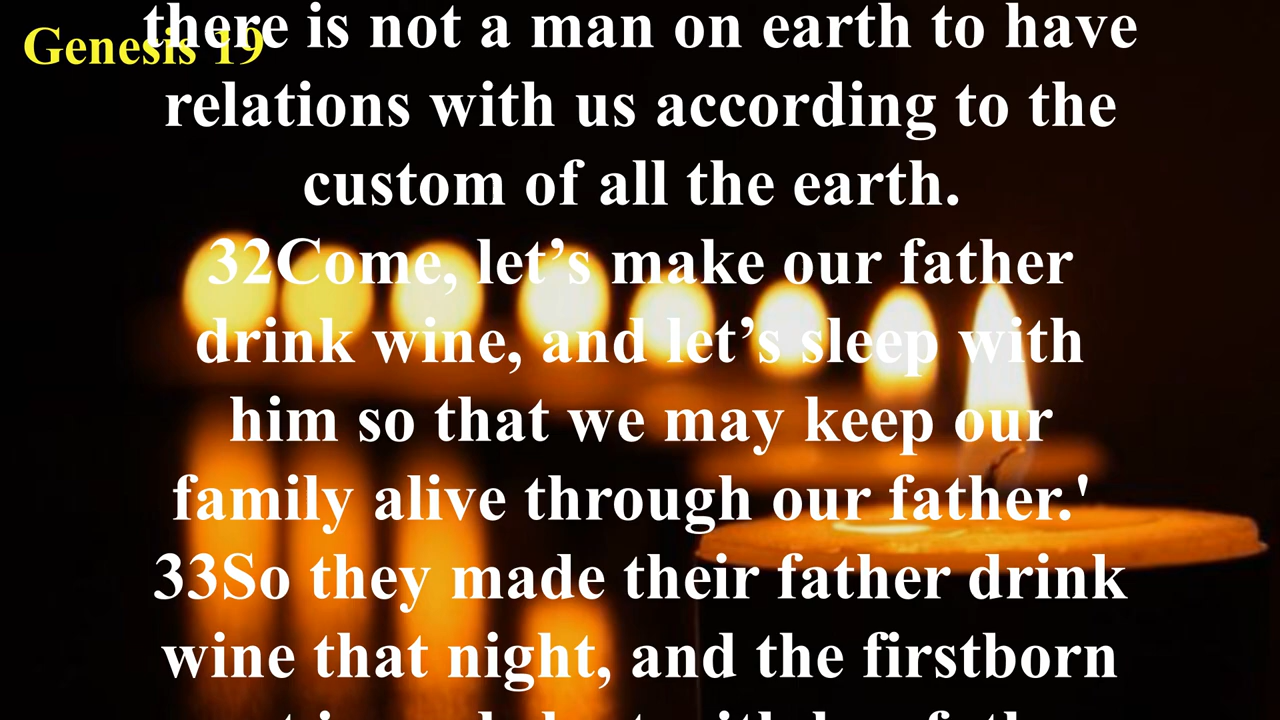 Genesis 19
there is not a man on earth to have
relations with us according to the
custom of all the earth.
32Come, let’s make our father
drink wine, and let’s sleep with
him so that we may keep our
family alive through our father.'
33So they made their father drink
wine that night, and the firstborn